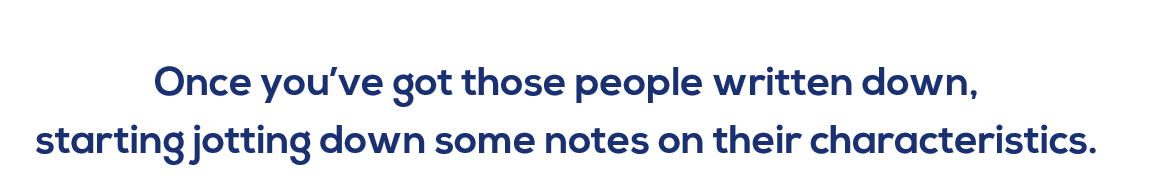 Once you’ve got those people written down,
starting jotting down some notes on their characteristics.